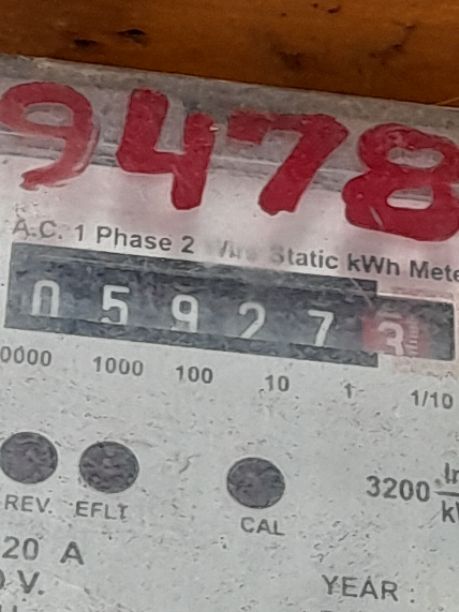 9478
A.C. 1 Phase 2 Wire Static kWh Mete
0 5 9 2 7 3
0000 1000 100 10 1 1/10
3200
REV. EFLT CAL
20 A
V.
YEAR :